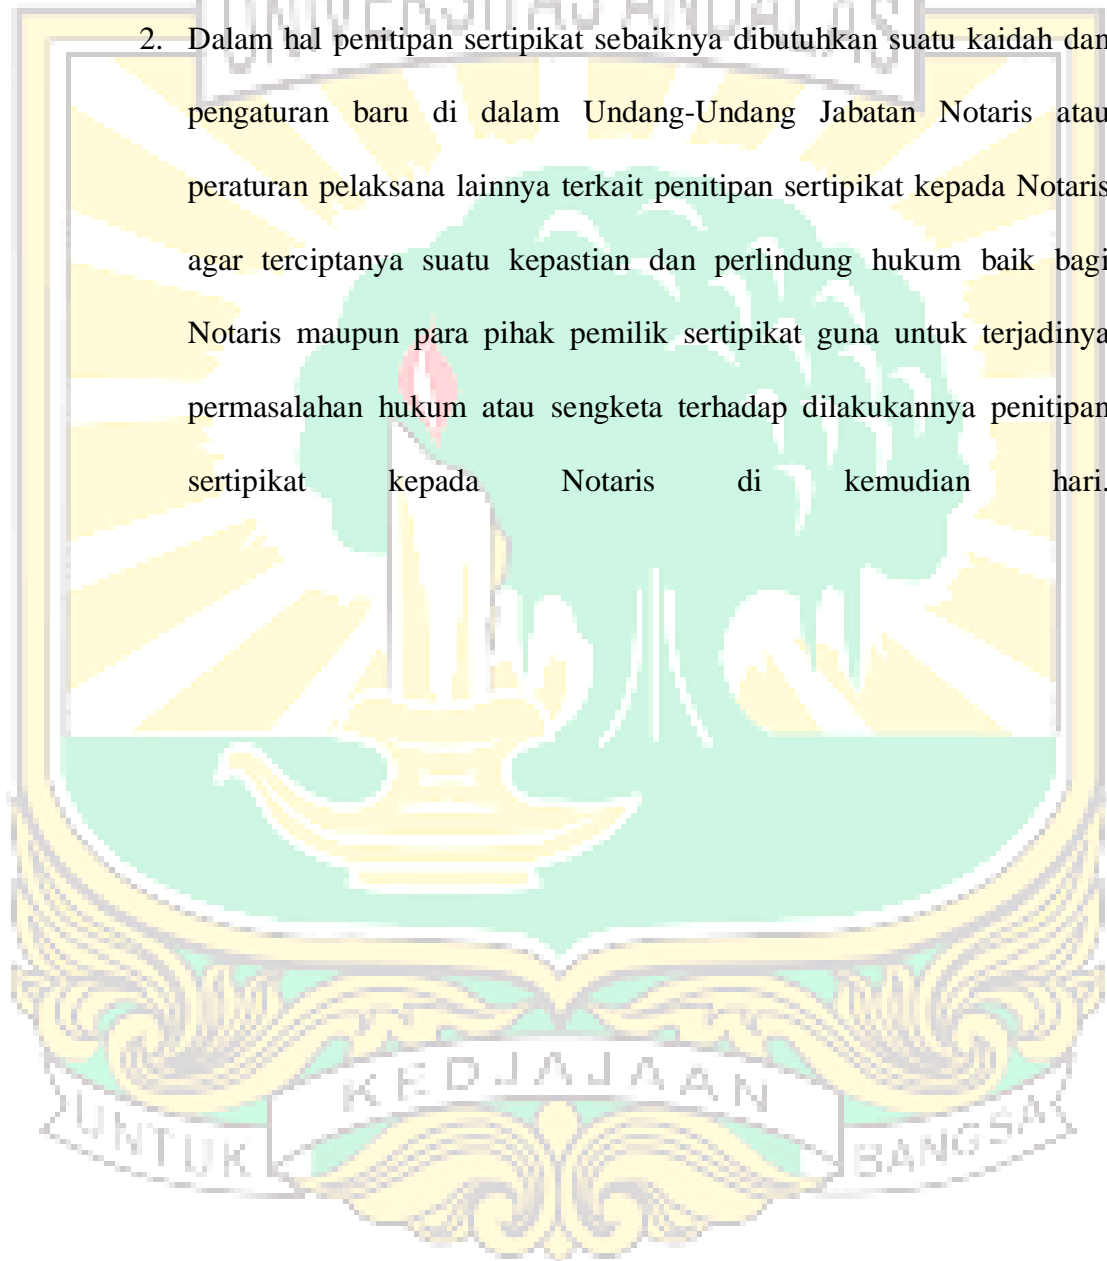 UNIVERSITAS ANDALAS
2. Dalam hal penitipan sertipikat sebaiknya dibutuhkan suatu kaidah dan
pengaturan baru di dalam Undang-Undang Jabatan Notaris atau
peraturan pelaksana lainnya terkait penitipan sertipikat kepada Notaris
agar terciptanya suatu kepastian dan perlindung hukum baik bagi
Notaris maupun para pihak pemilik sertipikat guna untuk terjadinya
permasalahan hukum atau sengketa terhadap dilakukannya penitipan
sertipikat kepada Notaris di kemudian hari.
UNTUK KEDJAJAAN BANGSA